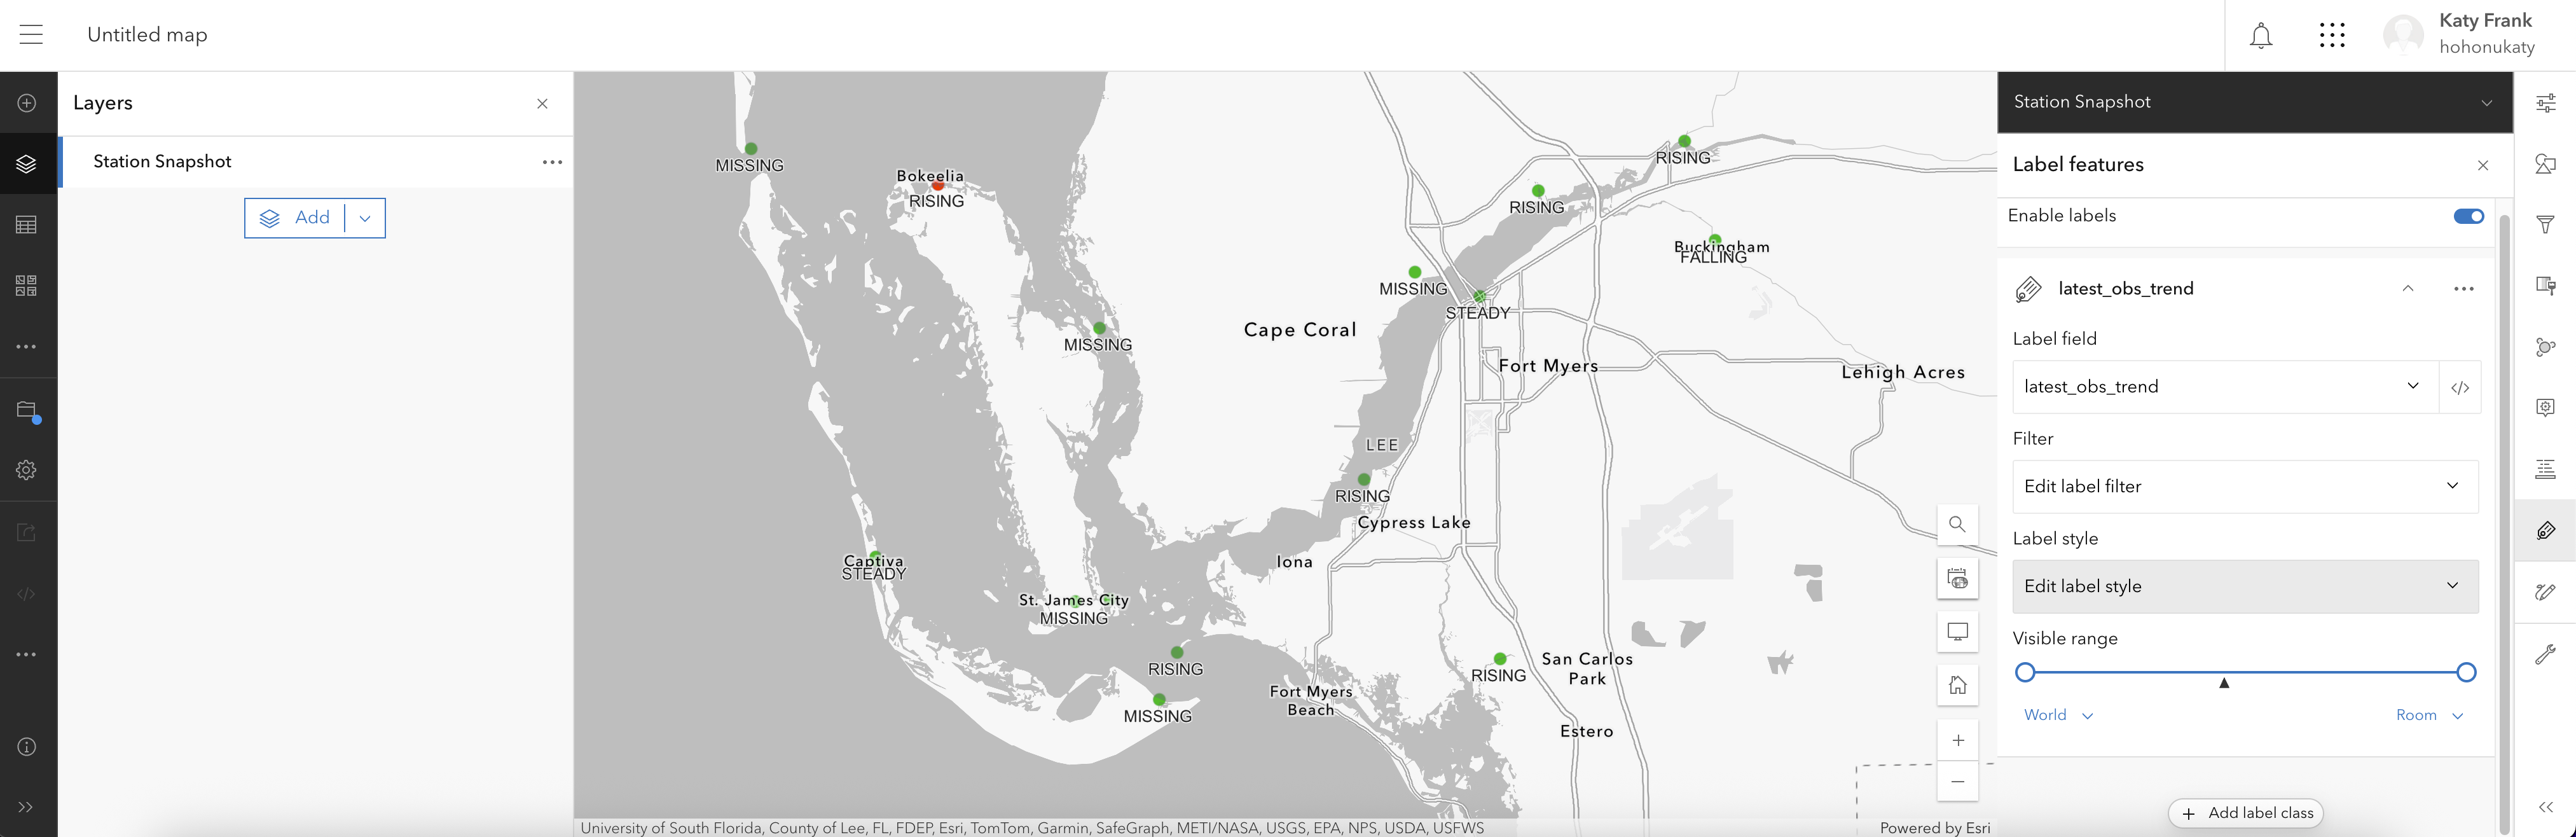 Untitled map
Katy Frank
hohonukaty
Layers
Station Snapshot
Add
MISSING
Bokeelia
RISING
RISING
RISING
Buckingham
FALLING
MISSING
STEADY
MISSING
Cape Coral
Fort Myers
Lehigh Acres
LEE
RISING
Cypress Lake
Captiva
STEADY
Iona
St. James City
MISSING
RISING
RISING
San Carlos
Park
MISSING
Fort Myers
Beach
Estero
University of South Florida, County of Lee, FL, FDEP, Esri, TomTom, Garmin, SafeGraph, METI/NASA, USGS, EPA, NPS, USDA, USFWS
Powered by Esri
Station Snapshot
Label features
Enable labels
latest_obs_trend
Label field
latest_obs_trend
Filter
Edit label filter
Label style
Edit label style
Visible range
World
Room
Add label class